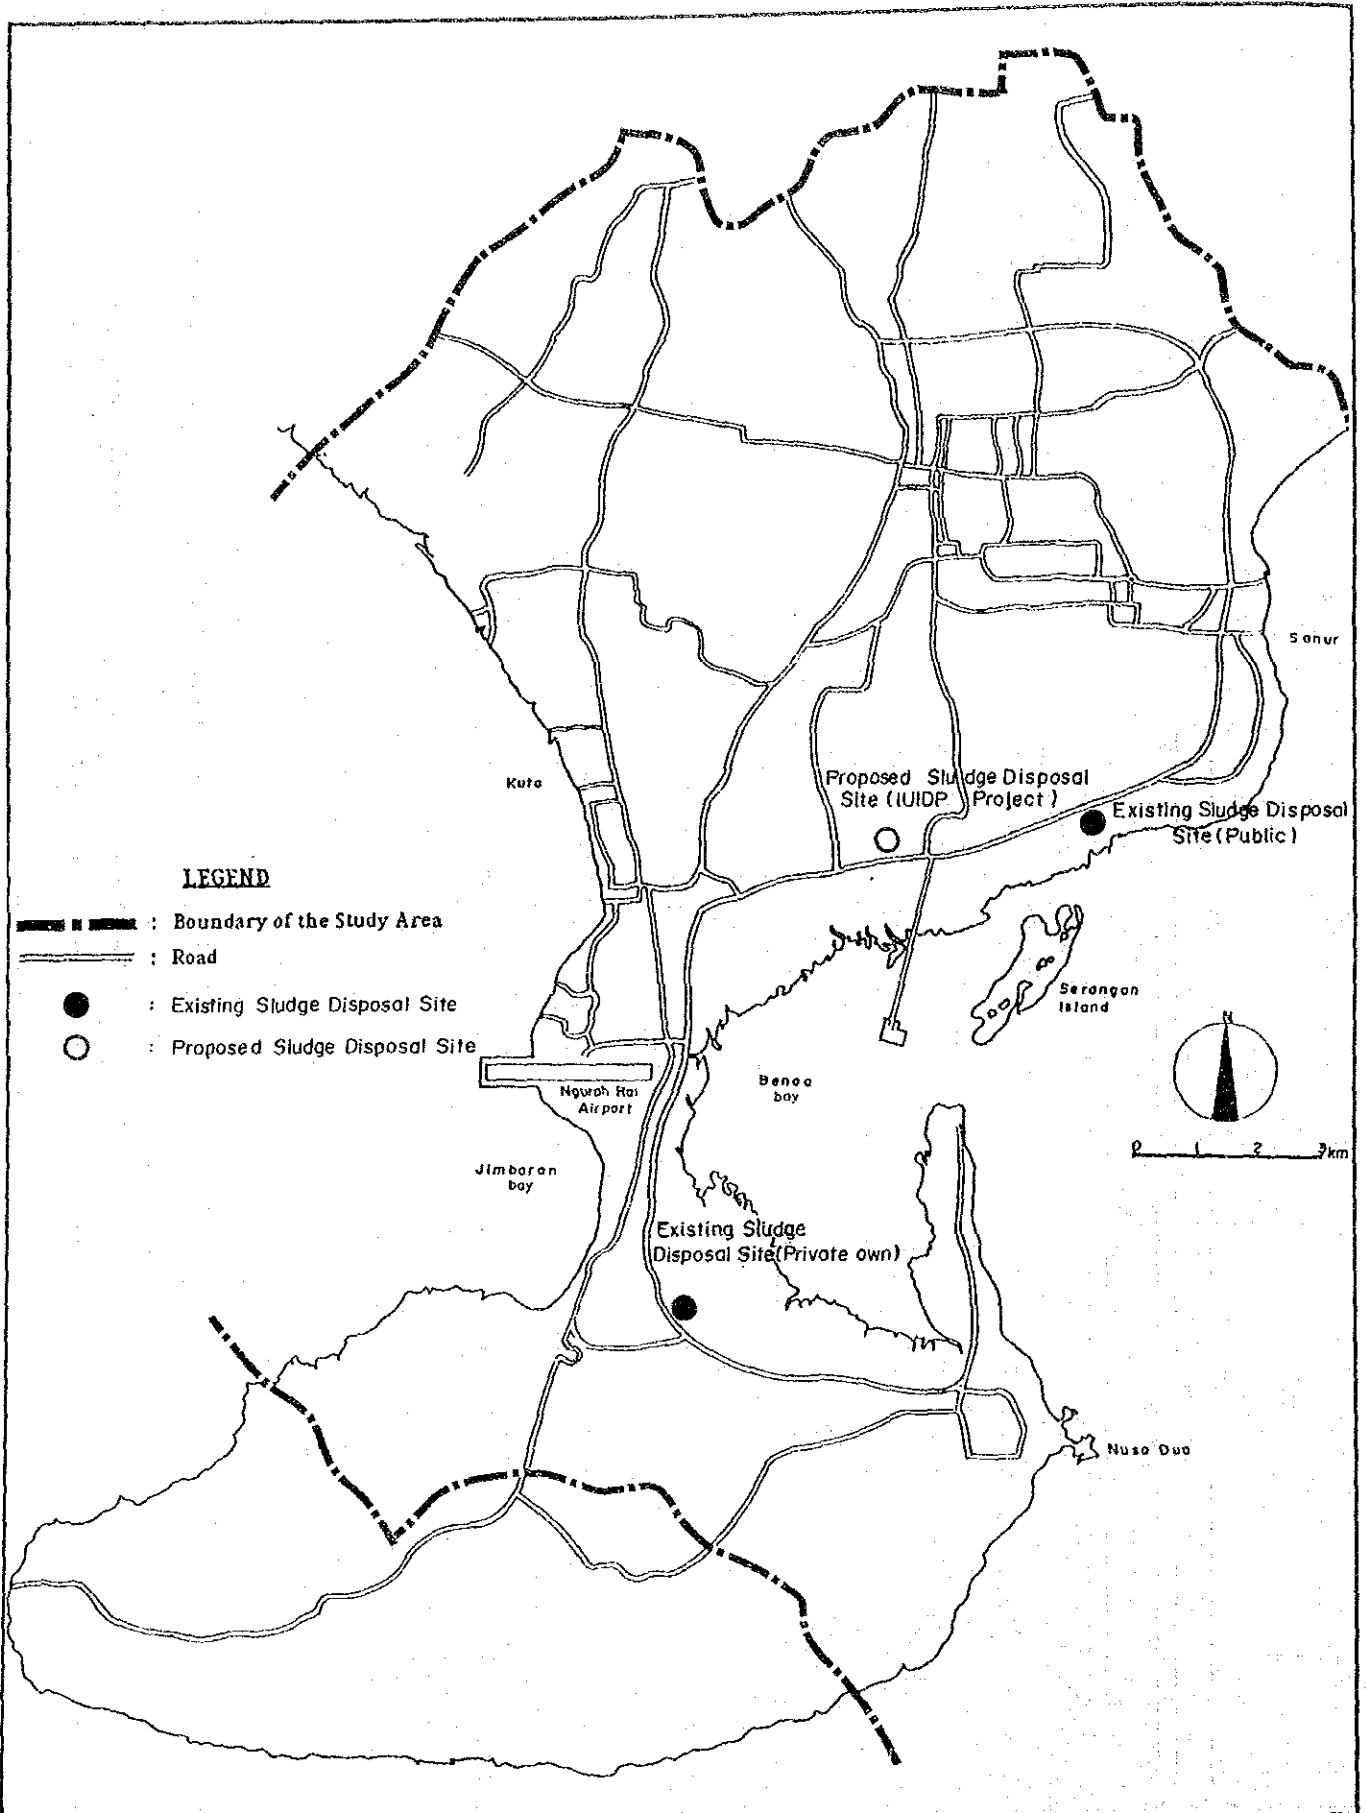 Sanur
Kuta
Proposed Sludge Disposal
Site (IUIDP Project)
Existing Sludge Disposal
Site (Public)
LEGEND
: Boundary of the Study Area
: Road
: Existing Sludge Disposal Site
: Proposed Sludge Disposal Site
Serangan
Island
N
Ngurah Rai
Airport
Benoa
bay
0 1 2 3km
Jimbaran
bay
Existing Sludge
Disposal Site(Private own)
Nusa Dua